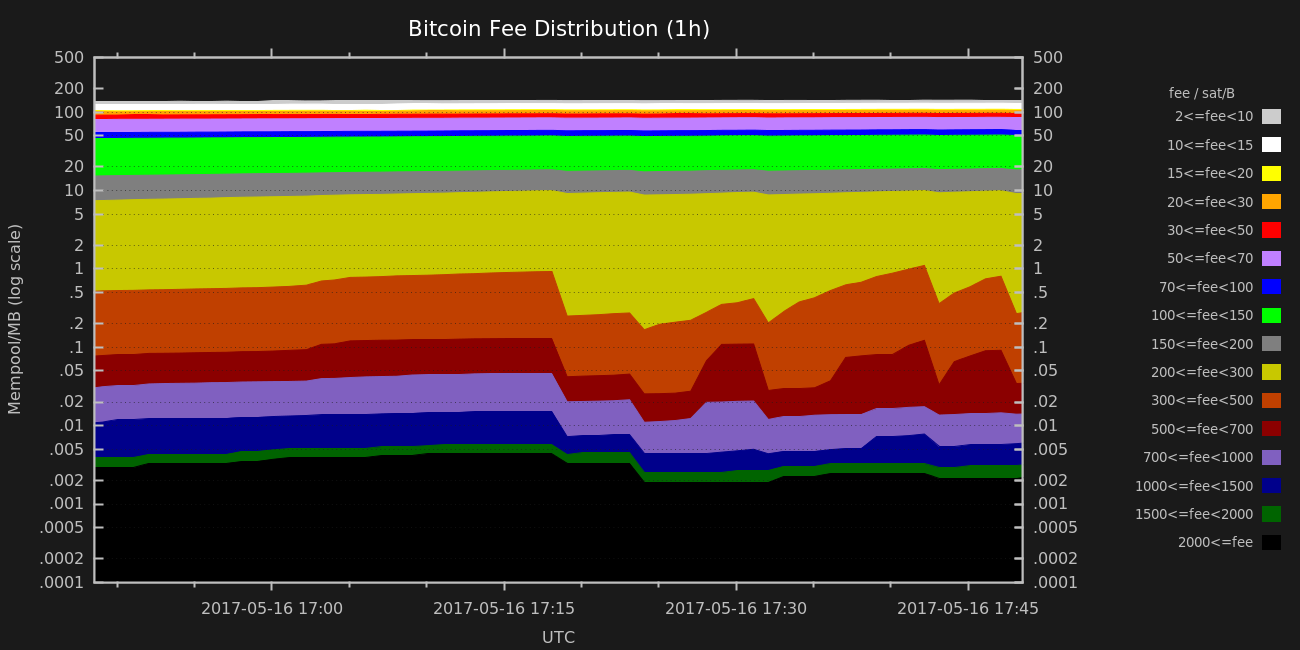 Bitcoin Fee Distribution (1h)
Mempool/MB (log scale)
500
200
100
50
20
10
5
2
1
.5
.2
.1
.05
.02
.01
.005
.002
.001
.0005
.0002
.0001
500
200
100
50
20
10
5
2
1
.5
.2
.1
.05
.02
.01
.005
.002
.001
.0005
.0002
.0001
2017-05-16 17:00
2017-05-16 17:15
2017-05-16 17:30
2017-05-16 17:45
UTC
fee / sat/B
2<=fee<10
10<=fee<15
15<=fee<20
20<=fee<30
30<=fee<50
50<=fee<70
70<=fee<100
100<=fee<150
150<=fee<200
200<=fee<300
300<=fee<500
500<=fee<700
700<=fee<1000
1000<=fee<1500
1500<=fee<2000
2000<=fee